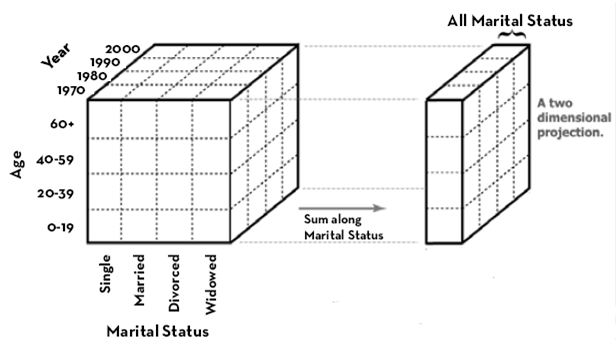 All Marital Status
Year
2000
1990
1980
1970
60+
40-59
20-39
0-19
Age
Single
Married
Divorced
Widowed
Marital Status
Sum along
Marital Status
A two
dimensional
projection.